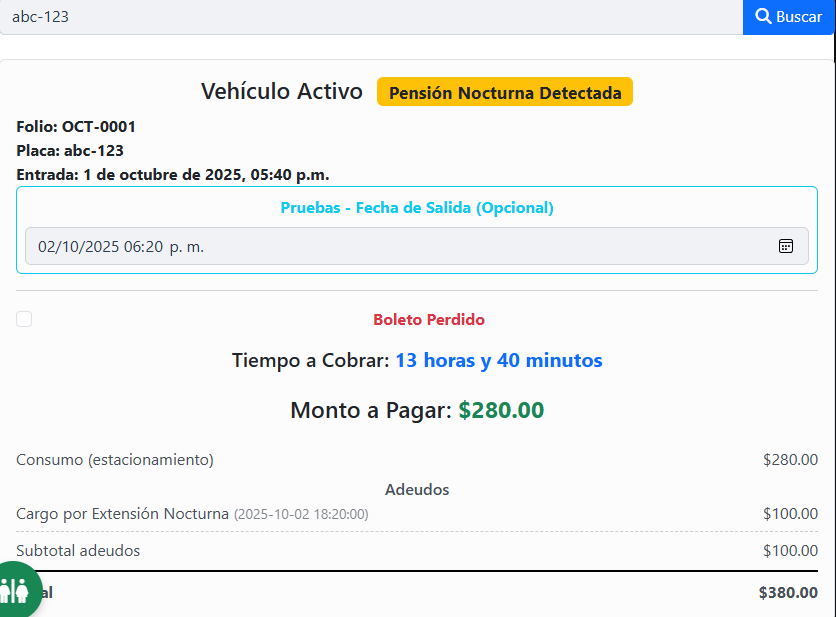 abc-123
Buscar
Vehículo Activo
Pensión Nocturna Detectada
Folio: OCT-0001
Placa: abc-123
Entrada: 1 de octubre de 2025, 05:40 p.m.
Pruebas - Fecha de Salida (Opcional)
02/10/2025 06:20 p. m.
Boleto Perdido
Tiempo a Cobrar: 13 horas y 40 minutos
Monto a Pagar: $280.00
Consumo (estacionamiento) $280.00
Adeudos
Cargo por Extensión Nocturna (2025-10-02 18:20:00) $100.00
Subtotal adeudos $100.00
al $380.00